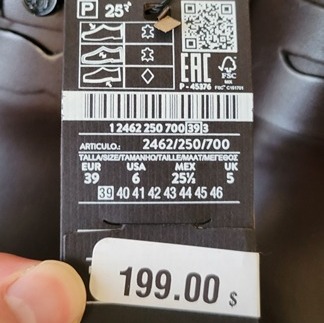 P 25
EAC
P - 45376
FSC
MIX
FSC® C101701
1 2462 250 700 39 3
ARTICULO.: 2462/250/700
TALLA/SIZE/TAMANHO/TAILLE/MAAT/ΜΕΓΕΘΟΣ
EUR USA MEX UK
39 6 25½ 5
39 40 41 42 43 44 45 46
199.00 $